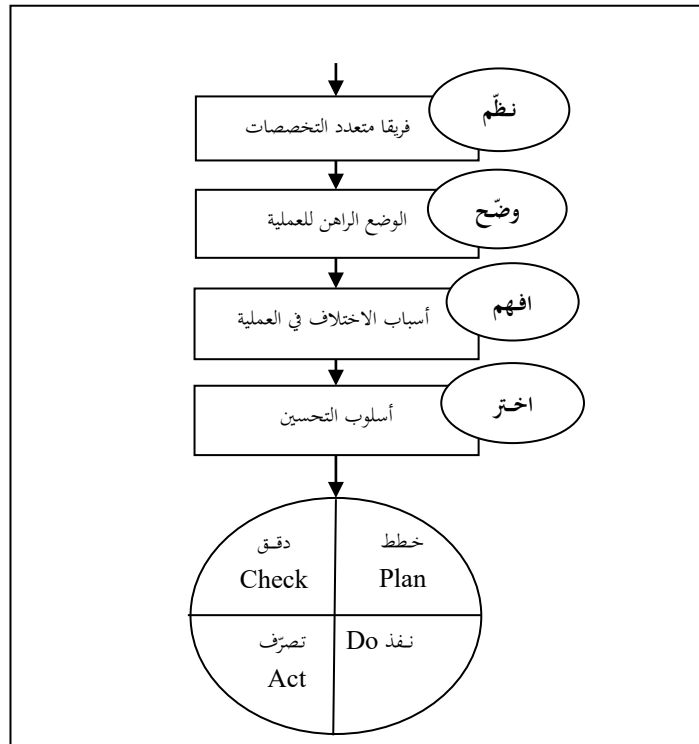 نظّم
فريقا متعدد التخصصات
وضّح
الوضع الراهن للعملية
افهم
أسباب الاختلاف في العملية
اختر
أسلوب التحسين
خطط
Plan
دقق
Check
نفذ Do
تصرّف
Act